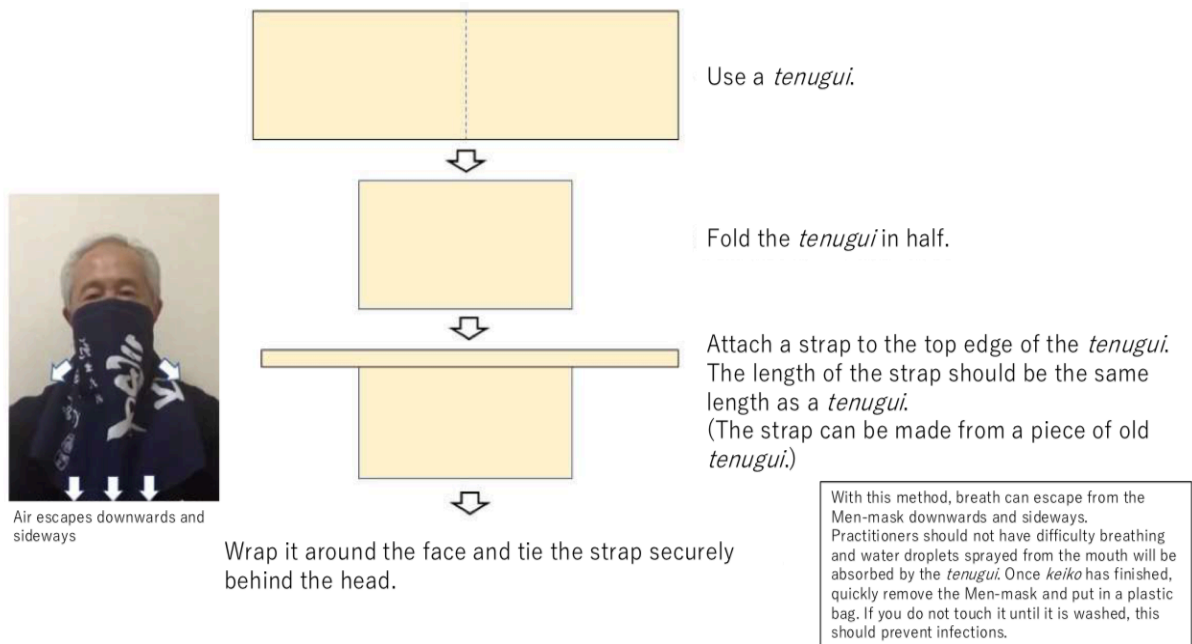 Use a tenugui.
Fold the tenugui in half.
Attach a strap to the top edge of the tenugui.
The length of the strap should be the same
length as a tenugui.
(The strap can be made from a piece of old
tenugui.)
Air escapes downwards and
sideways
Wrap it around the face and tie the strap securely
behind the head.
With this method, breath can escape from the
Men-mask downwards and sideways.
Practitioners should not have difficulty breathing
and water droplets sprayed from the mouth will be
absorbed by the tenugui. Once keiko has finished,
quickly remove the Men-mask and put in a plastic
bag. If you do not touch it until it is washed, this
should prevent infections.